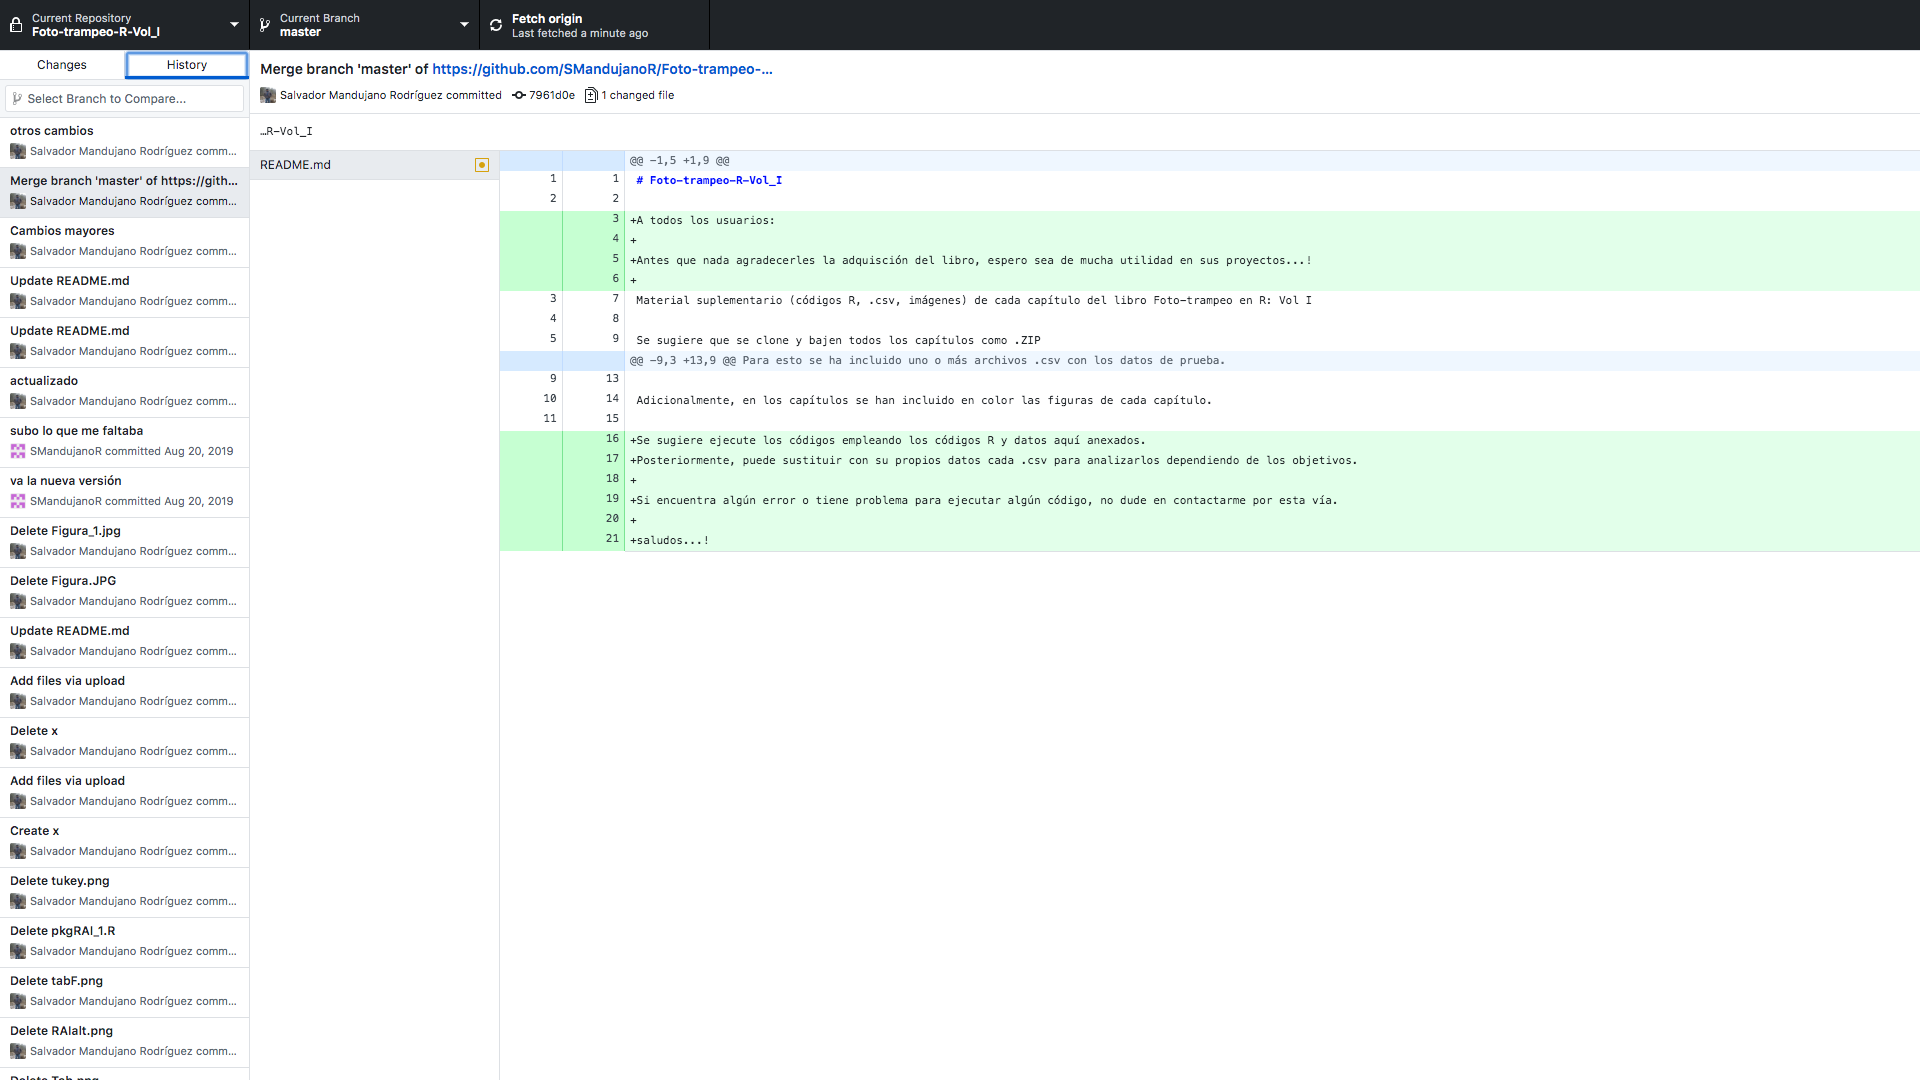 Current Repository
Foto-trampeo-R-Vol_I
Current Branch
master
Fetch origin
Last fetched a minute ago
Changes
History
Select Branch to Compare...
otros cambios
Salvador Mandujano Rodríguez comm...
Merge branch 'master' of https://gith...
Salvador Mandujano Rodríguez comm...
Cambios mayores
Salvador Mandujano Rodríguez comm...
Update README.md
Salvador Mandujano Rodríguez comm...
Update README.md
Salvador Mandujano Rodríguez comm...
actualizado
Salvador Mandujano Rodríguez comm...
subo lo que me faltaba
SMandujanoR committed Aug 20, 2019
va la nueva versión
SMandujanoR committed Aug 20, 2019
Delete Figura_1.jpg
Salvador Mandujano Rodríguez comm...
Delete Figura.JPG
Salvador Mandujano Rodríguez comm...
Update README.md
Salvador Mandujano Rodríguez comm...
Add files via upload
Salvador Mandujano Rodríguez comm...
Delete x
Salvador Mandujano Rodríguez comm...
Add files via upload
Salvador Mandujano Rodríguez comm...
Create x
Salvador Mandujano Rodríguez comm...
Delete tukey.png
Salvador Mandujano Rodríguez comm...
Delete pkgRAI_1.R
Salvador Mandujano Rodríguez comm...
Delete tabF.png
Salvador Mandujano Rodríguez comm...
Delete RAIalt.png
Salvador Mandujano Rodríguez comm...
Delete Tab.png
Merge branch 'master' of https://github.com/SMandujanoR/Foto-trampeo-...
Salvador Mandujano Rodríguez committed 7961d0e 1 changed file
…R-Vol_I
README.md
@@ -1,5 +1,9 @@
1 1 # Foto-trampeo-R-Vol_I
2 2
3 +A todos los usuarios:
4 +
5 +Antes que nada agradecerles la adquisción del libro, espero sea de mucha utilidad en sus proyectos...!
6 +
3 7 Material suplementario (códigos R, .csv, imágenes) de cada capítulo del libro Foto-trampeo en R: Vol I
4 8
5 9 Se sugiere que se clone y bajen todos los capítulos como .ZIP
@@ -9,3 +13,9 @@ Para esto se ha incluido uno o más archivos .csv con los datos de prueba.
9 13
10 14 Adicionalmente, en los capítulos se han incluido en color las figuras de cada capítulo.
11 15
16 +Se sugiere ejecute los códigos empleando los códigos R y datos aquí anexados.
17 +Posteriormente, puede sustituir con su propios datos cada .csv para analizarlos dependiendo de los objetivos.
18 +
19 +Si encuentra algún error o tiene problema para ejecutar algún código, no dude en contactarme por esta vía.
20 +
21 +saludos...!